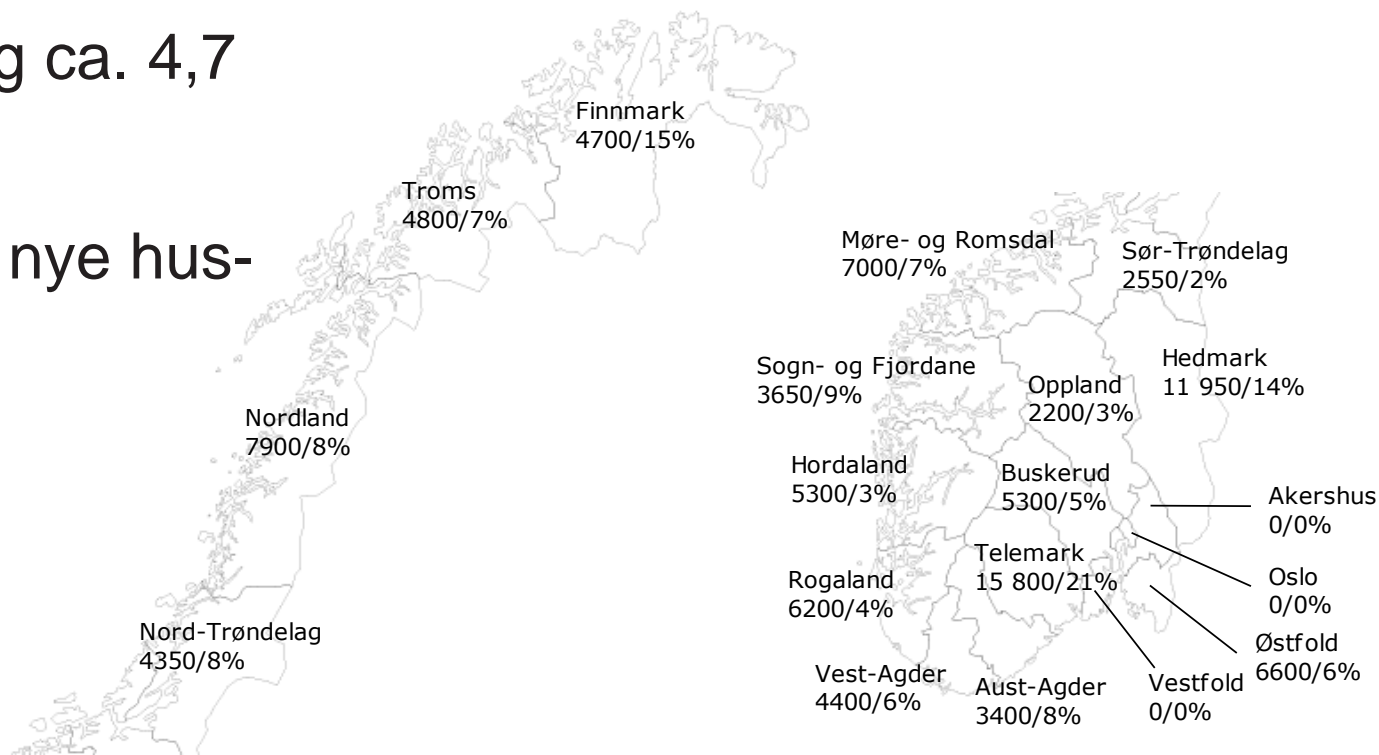 g ca. 4,7
nye hus-
Finnmark
4700/15%
Troms
4800/7%
Nordland
7900/8%
Nord-Trøndelag
4350/8%
Møre- og Romsdal
7000/7%
Sør-Trøndelag
2550/2%
Sogn- og Fjordane
3650/9%
Oppland
2200/3%
Hedmark
11 950/14%
Hordaland
5300/3%
Buskerud
5300/5%
Akershus
0/0%
Telemark
15 800/21%
Oslo
0/0%
Rogaland
6200/4%
Østfold
6600/6%
Vest-Agder
4400/6%
Aust-Agder
3400/8%
Vestfold
0/0%